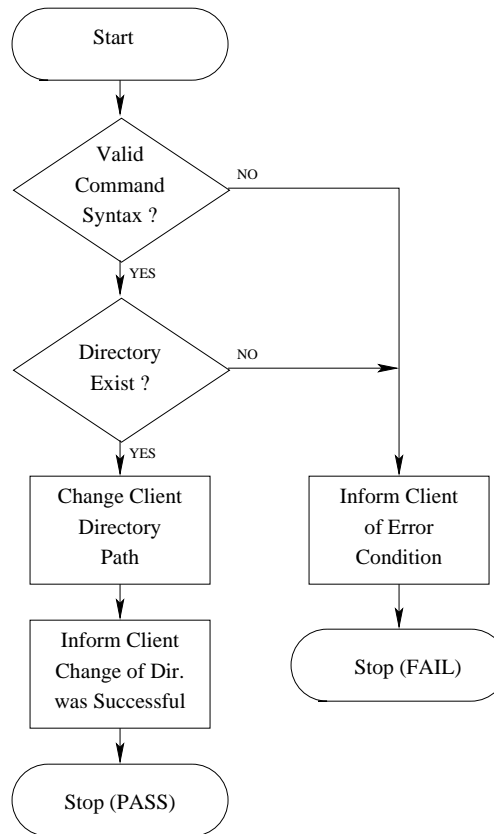 Start
Valid
Command
Syntax ?
NO
YES
Directory
Exist ?
NO
YES
Change Client
Directory
Path
Inform Client
of Error
Condition
Inform Client
Change of Dir.
was Successful
Stop (FAIL)
Stop (PASS)